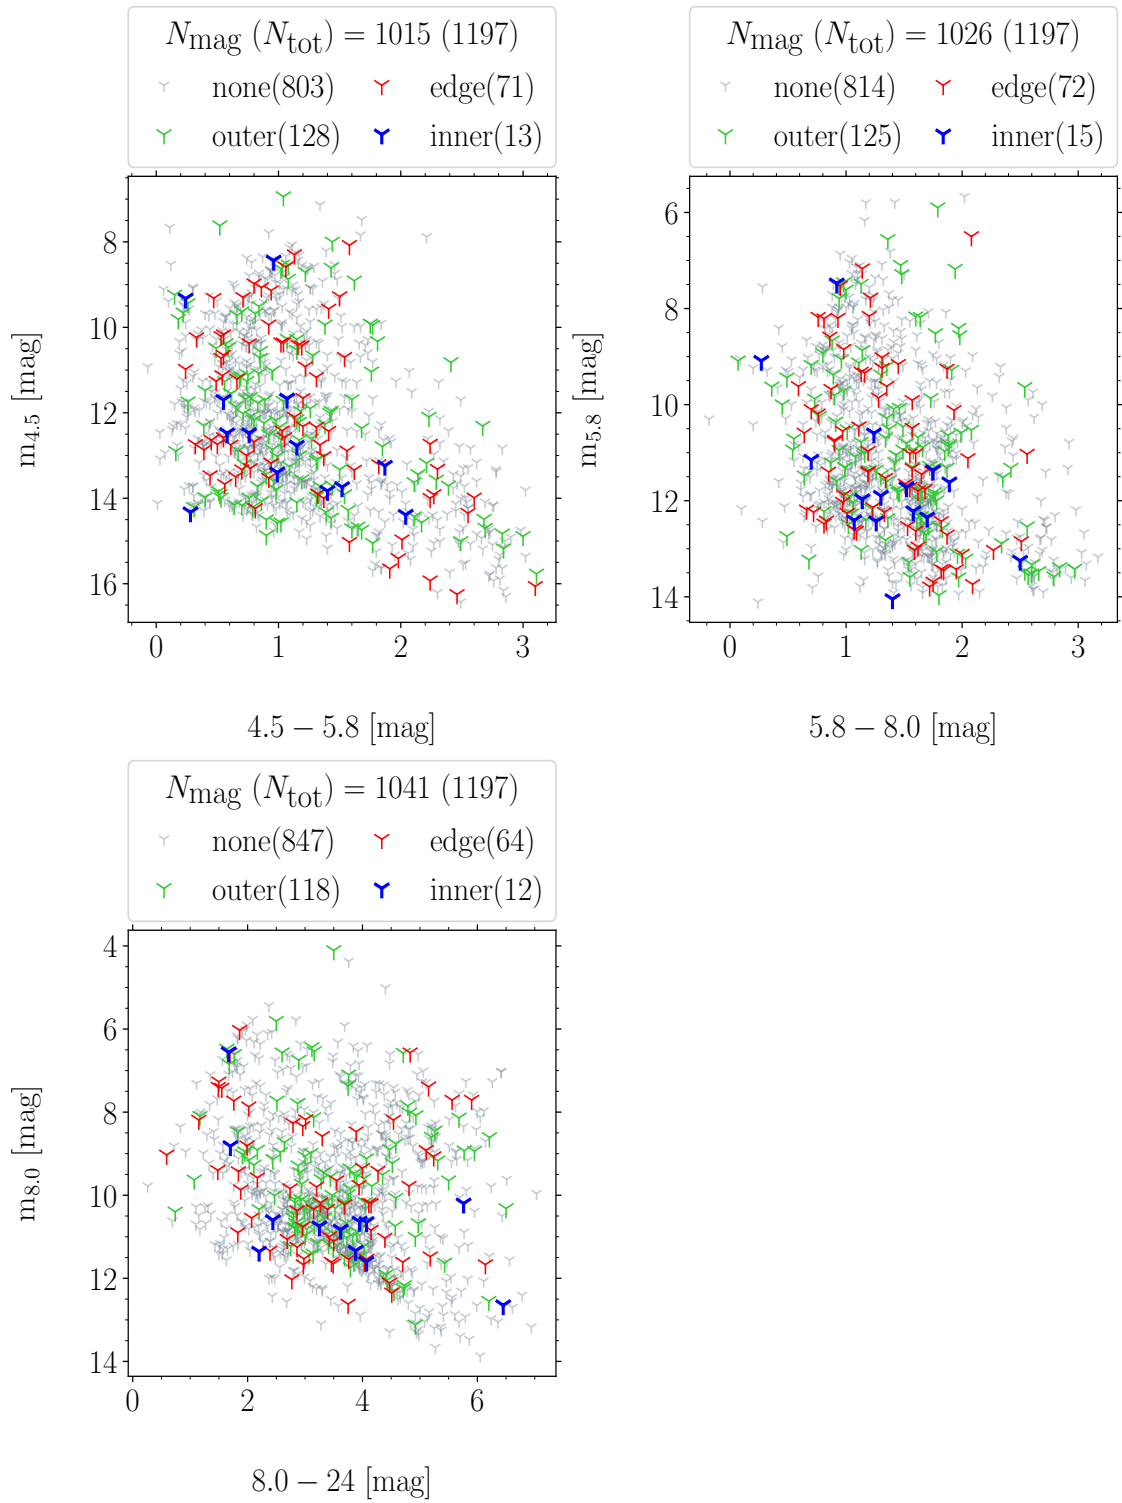 N_mag (N_tot) = 1015 (1197)
none(803) edge(71)
outer(128) inner(13)
8
10
12
14
16
m_4.5 [mag]
0 1 2 3
4.5 − 5.8 [mag]
N_mag (N_tot) = 1026 (1197)
none(814) edge(72)
outer(125) inner(15)
6
8
10
12
14
m_5.8 [mag]
0 1 2 3
5.8 − 8.0 [mag]
N_mag (N_tot) = 1041 (1197)
none(847) edge(64)
outer(118) inner(12)
4
6
8
10
12
14
m_8.0 [mag]
0 2 4 6
8.0 − 24 [mag]